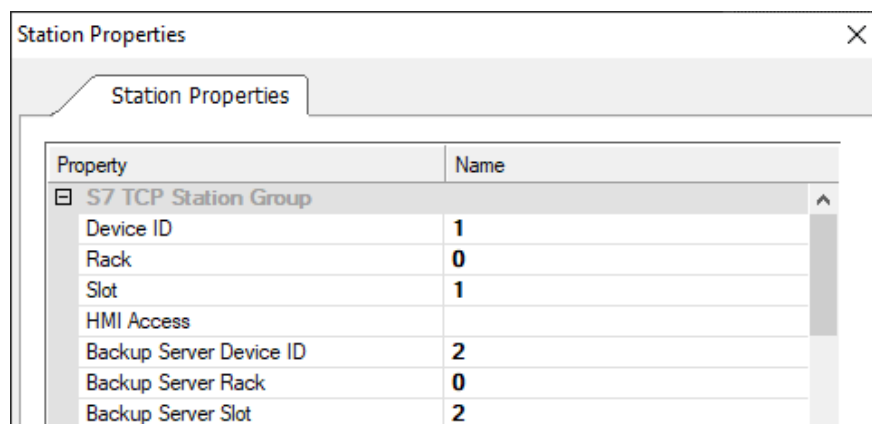 Station Properties
Station Properties
Property Name
S7 TCP Station Group
Device ID 1
Rack 0
Slot 1
HMI Access
Backup Server Device ID 2
Backup Server Rack 0
Backup Server Slot 2